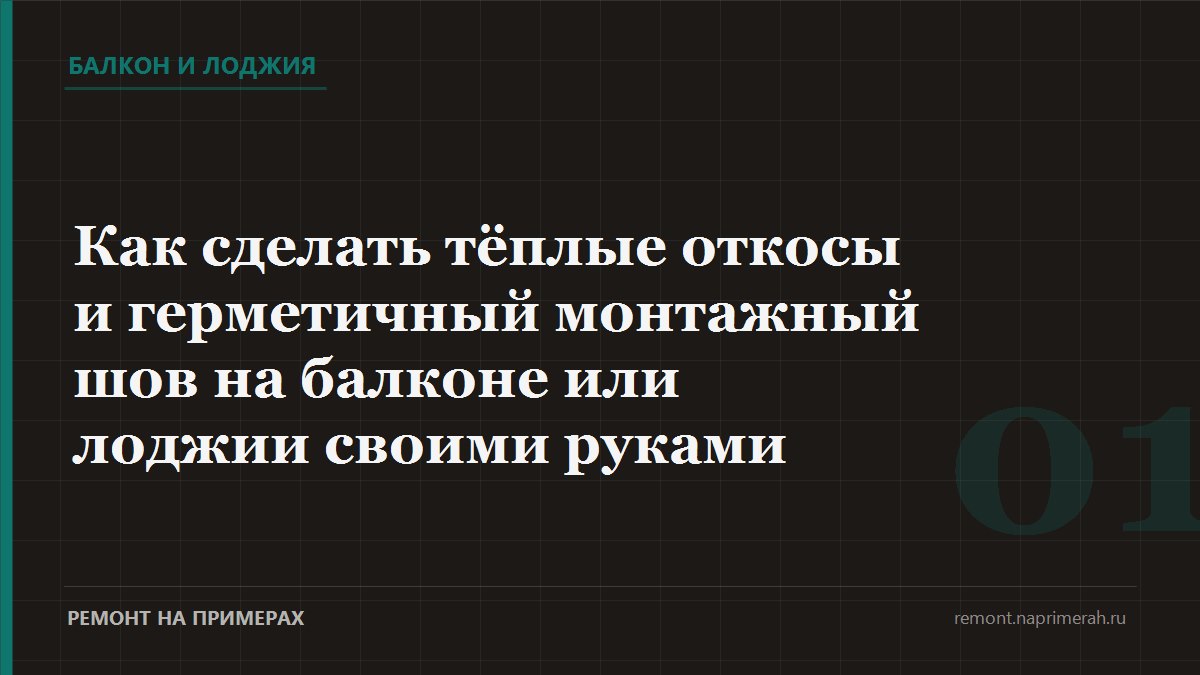 БАЛКОН И ЛОДЖИЯ
Как сделать тёплые откосы
и герметичный монтажный
шов на балконе или
лоджии своими руками
01
РЕМОНТ НА ПРИМЕРАХ
remont.naprimerah.ru